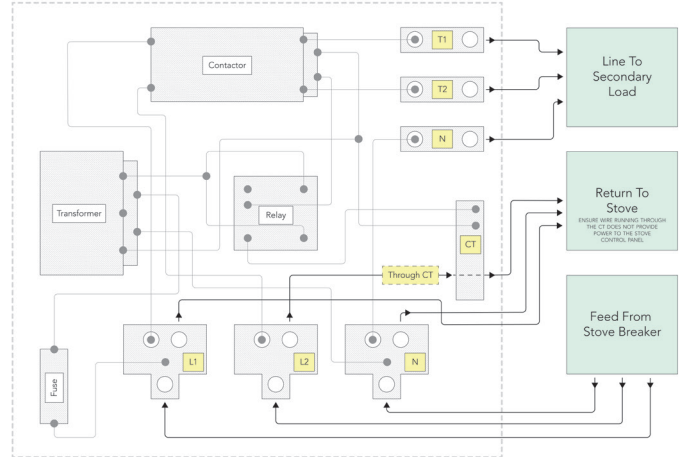 Contactor
T1
T2
N
Line To
Secondary
Load
Transformer
Relay
CT
Return To
Stove
ENSURE WIRE RUNNING THROUGH
THE CT DOES NOT PROVIDE
POWER TO THE STOVE
CONTROL PANEL
Through CT
Feed From
Stove Breaker
Fuse
L1
L2
N